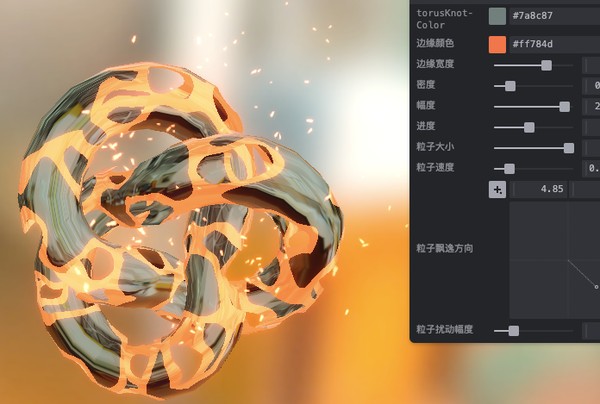 torusKnot-
Color
#7a8c87
边缘颜色
#ff784d
边缘宽度
密度
0
幅度
2
进度
粒子大小
粒子速度
0.
4.85
粒子飘逸方向
粒子扰动幅度